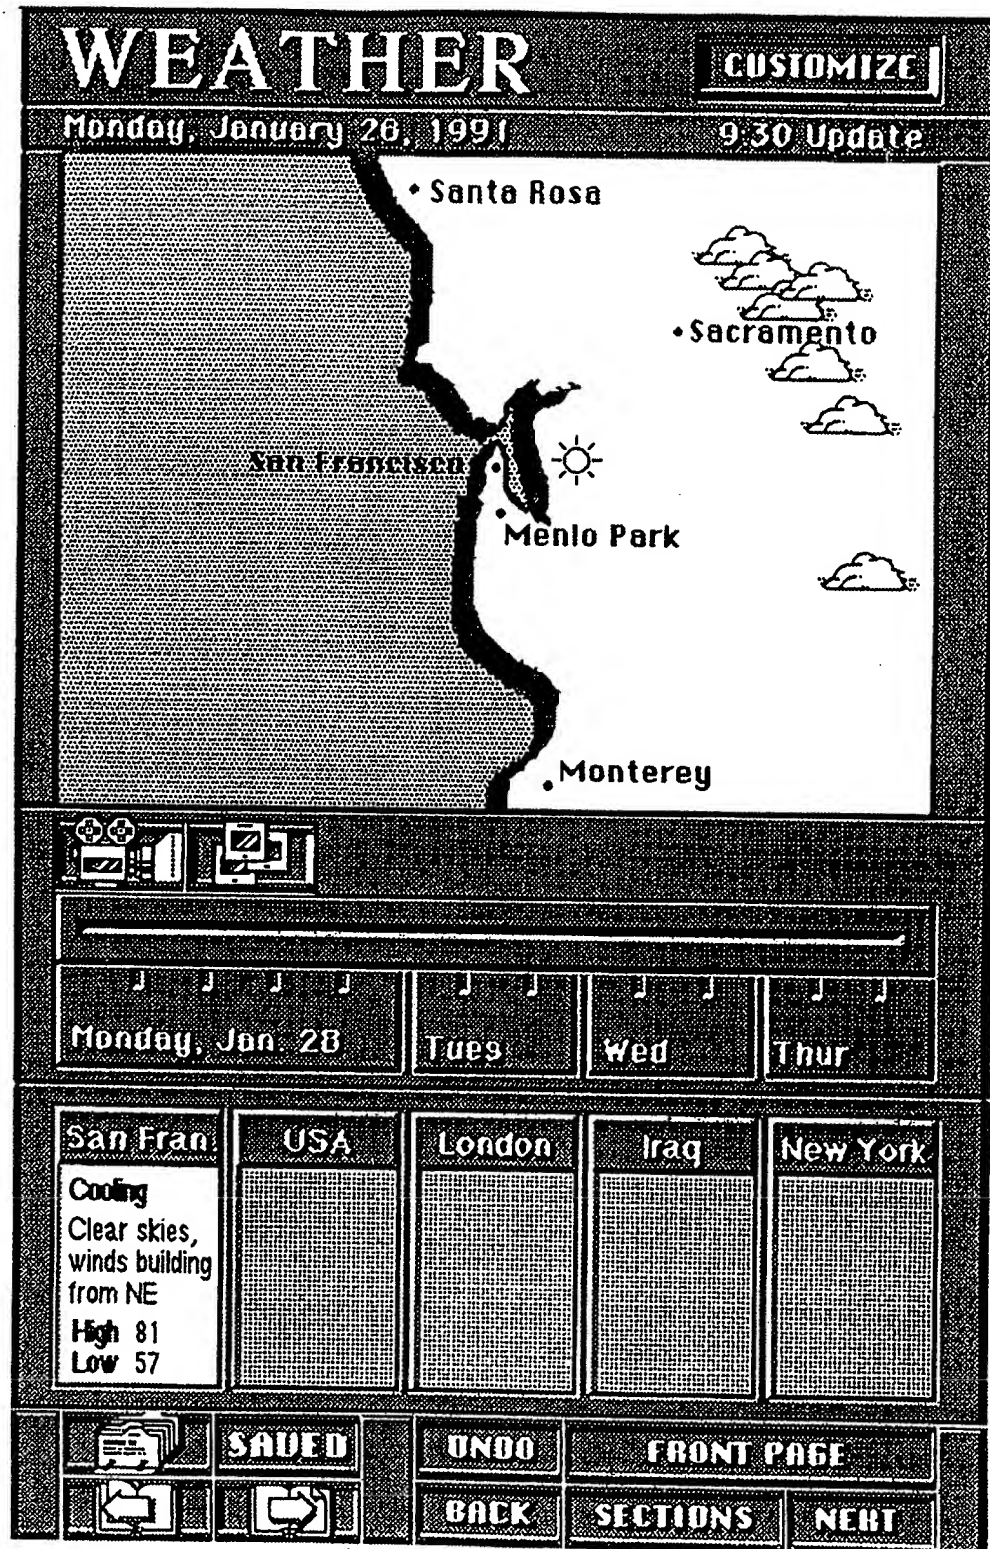 WEATHER
CUSTOMIZE
Monday, January 28, 1991
9:30 Update
Santa Rosa
Sacramento
San Francisco
Menlo Park
Monterey
Monday, Jan. 28
Tues
Wed
Thur
San Fran
USA
London
Iraq
New York
Cooling
Clear skies,
winds building
from NE
High 81
Low 57
SAVED
UNDO
FRONT PAGE
BACK
SECTIONS
NEXT